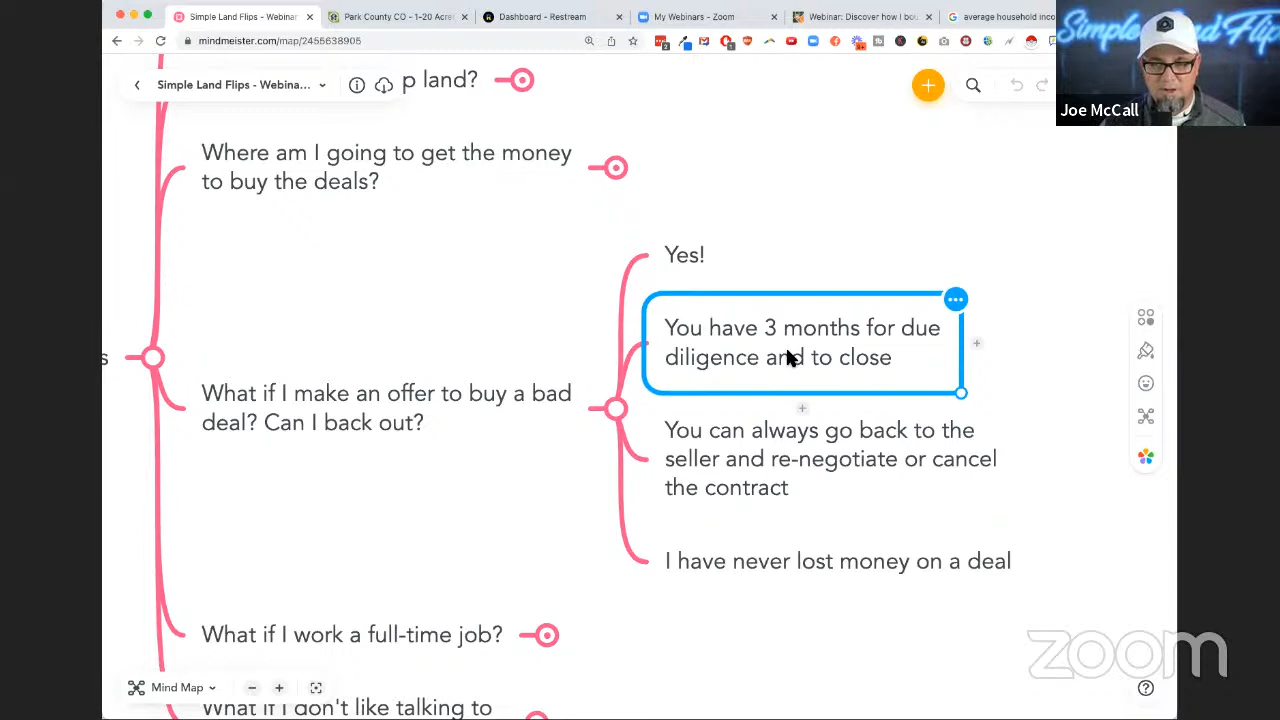 Simple Land Flips - Webinar
Park County CO - 1-20 Acre
Dashboard - Restream
My Webinars - Zoom
Webinar: Discover how I bou
average household inco
mindmeister.com/map/2455638905
Simple Land Flips - Webina...
p land?
Joe McCall
Where am I going to get the money
to buy the deals?
Yes!
You have 3 months for due
diligence and to close
s
What if I make an offer to buy a bad
deal? Can I back out?
You can always go back to the
seller and re-negotiate or cancel
the contract
I have never lost money on a deal
What if I work a full-time job?
zoom
Mind Map
What if I don't like talking to